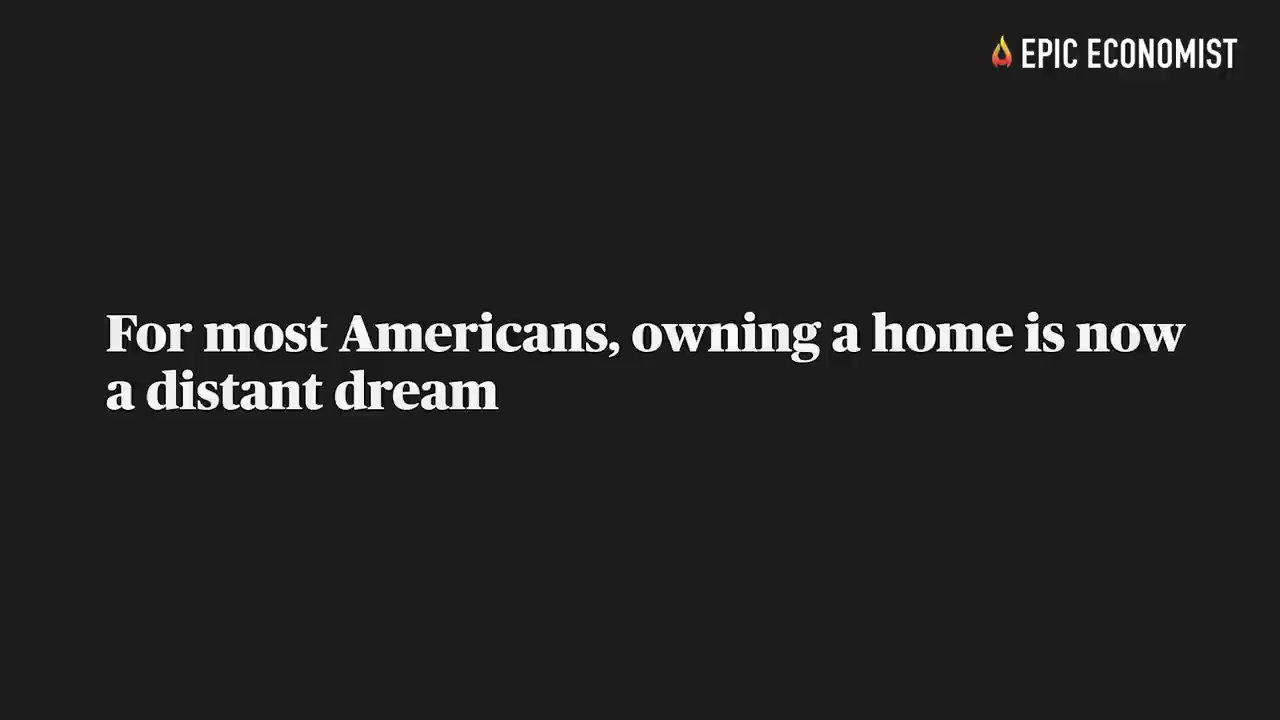 EPIC ECONOMIST
For most Americans, owning a home is now
a distant dream